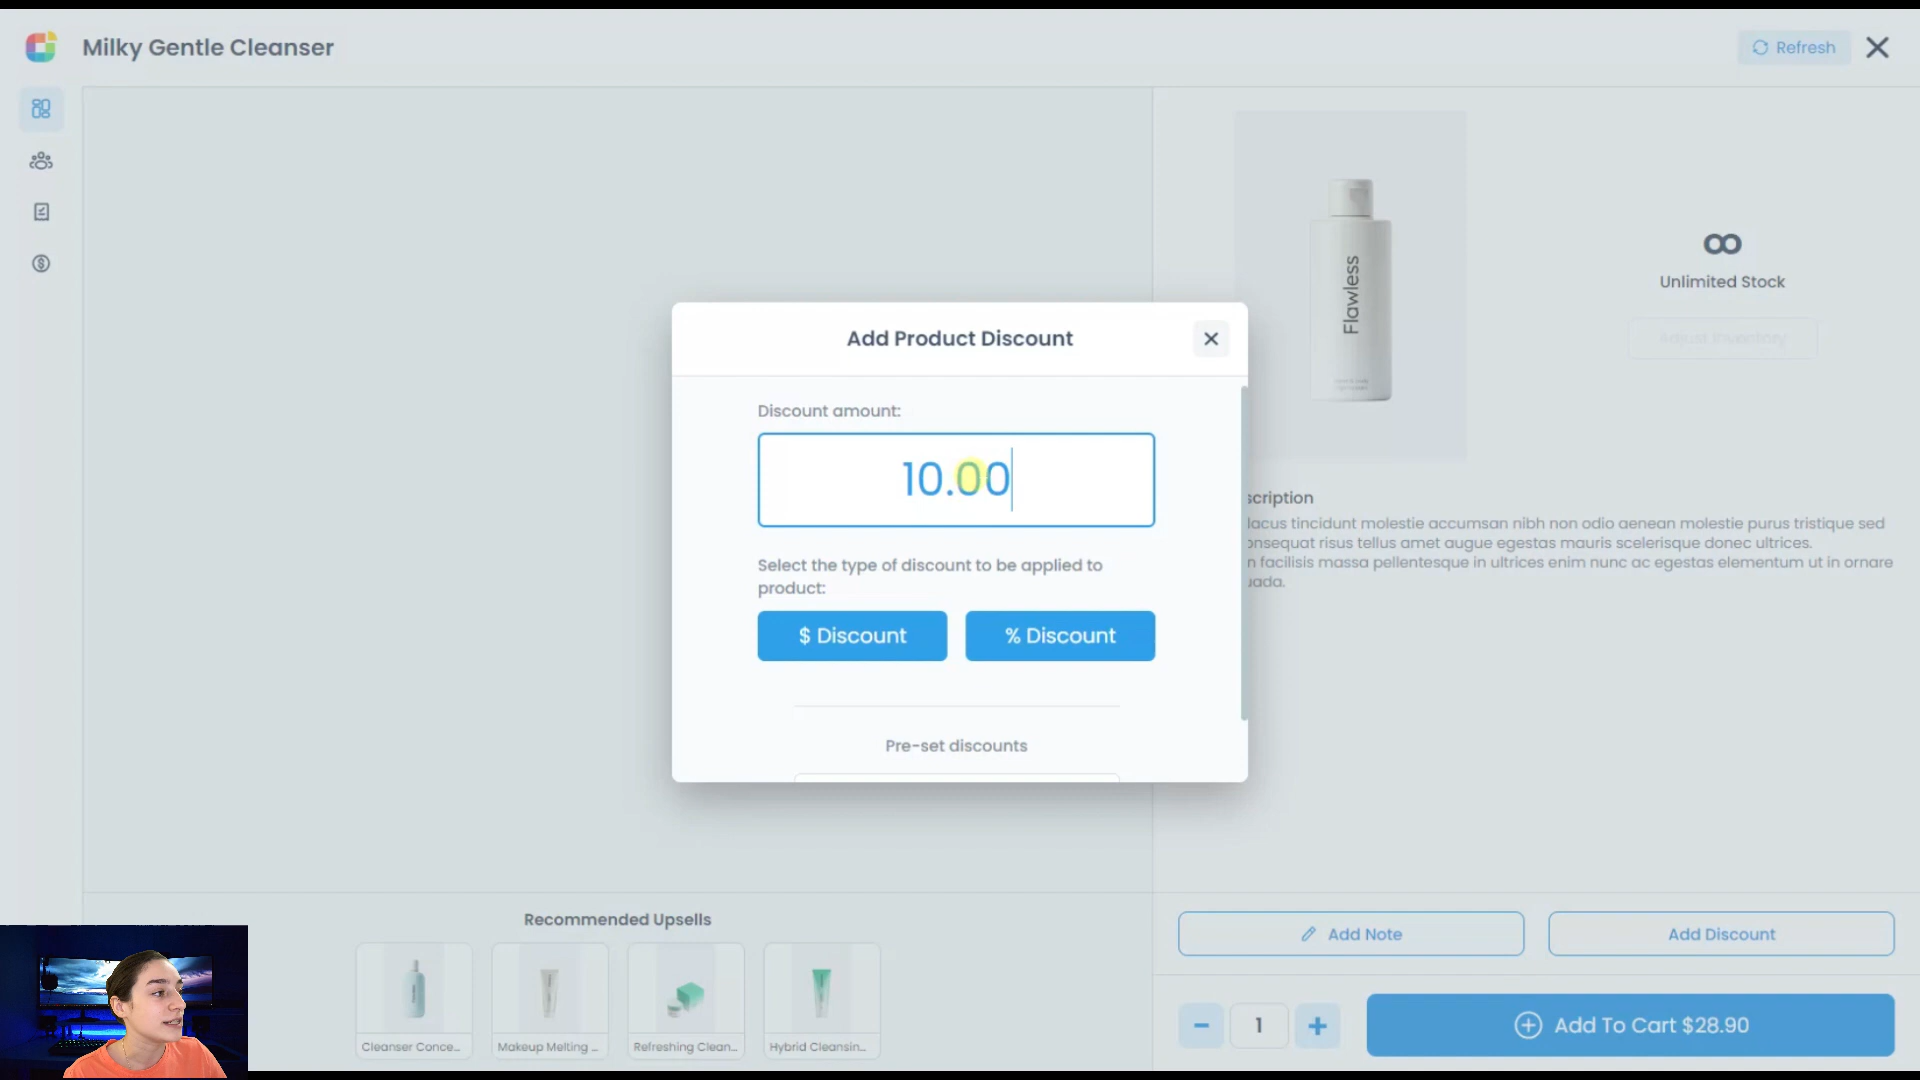 Milky Gentle Cleanser
Refresh
Flawless
Unlimited Stock
Adjust Inventory
Add Product Discount
Discount amount:
10.00
Select the type of discount to be applied to
product:
$ Discount
% Discount
Pre-set discounts
scription
lacus tincidunt molestie accumsan nibh non odio aenean molestie purus tristique sed
onsequat risus tellus amet augue egestas mauris scelerisque donec ultrices.
n facilisis massa pellentesque in ultrices enim nunc ac egestas elementum ut in ornare
uada.
Recommended Upsells
Cleanser Conce...
Makeup Melting ...
Refreshing Clean...
Hybrid Cleansin...
Add Note
Add Discount
1
Add To Cart $28.90